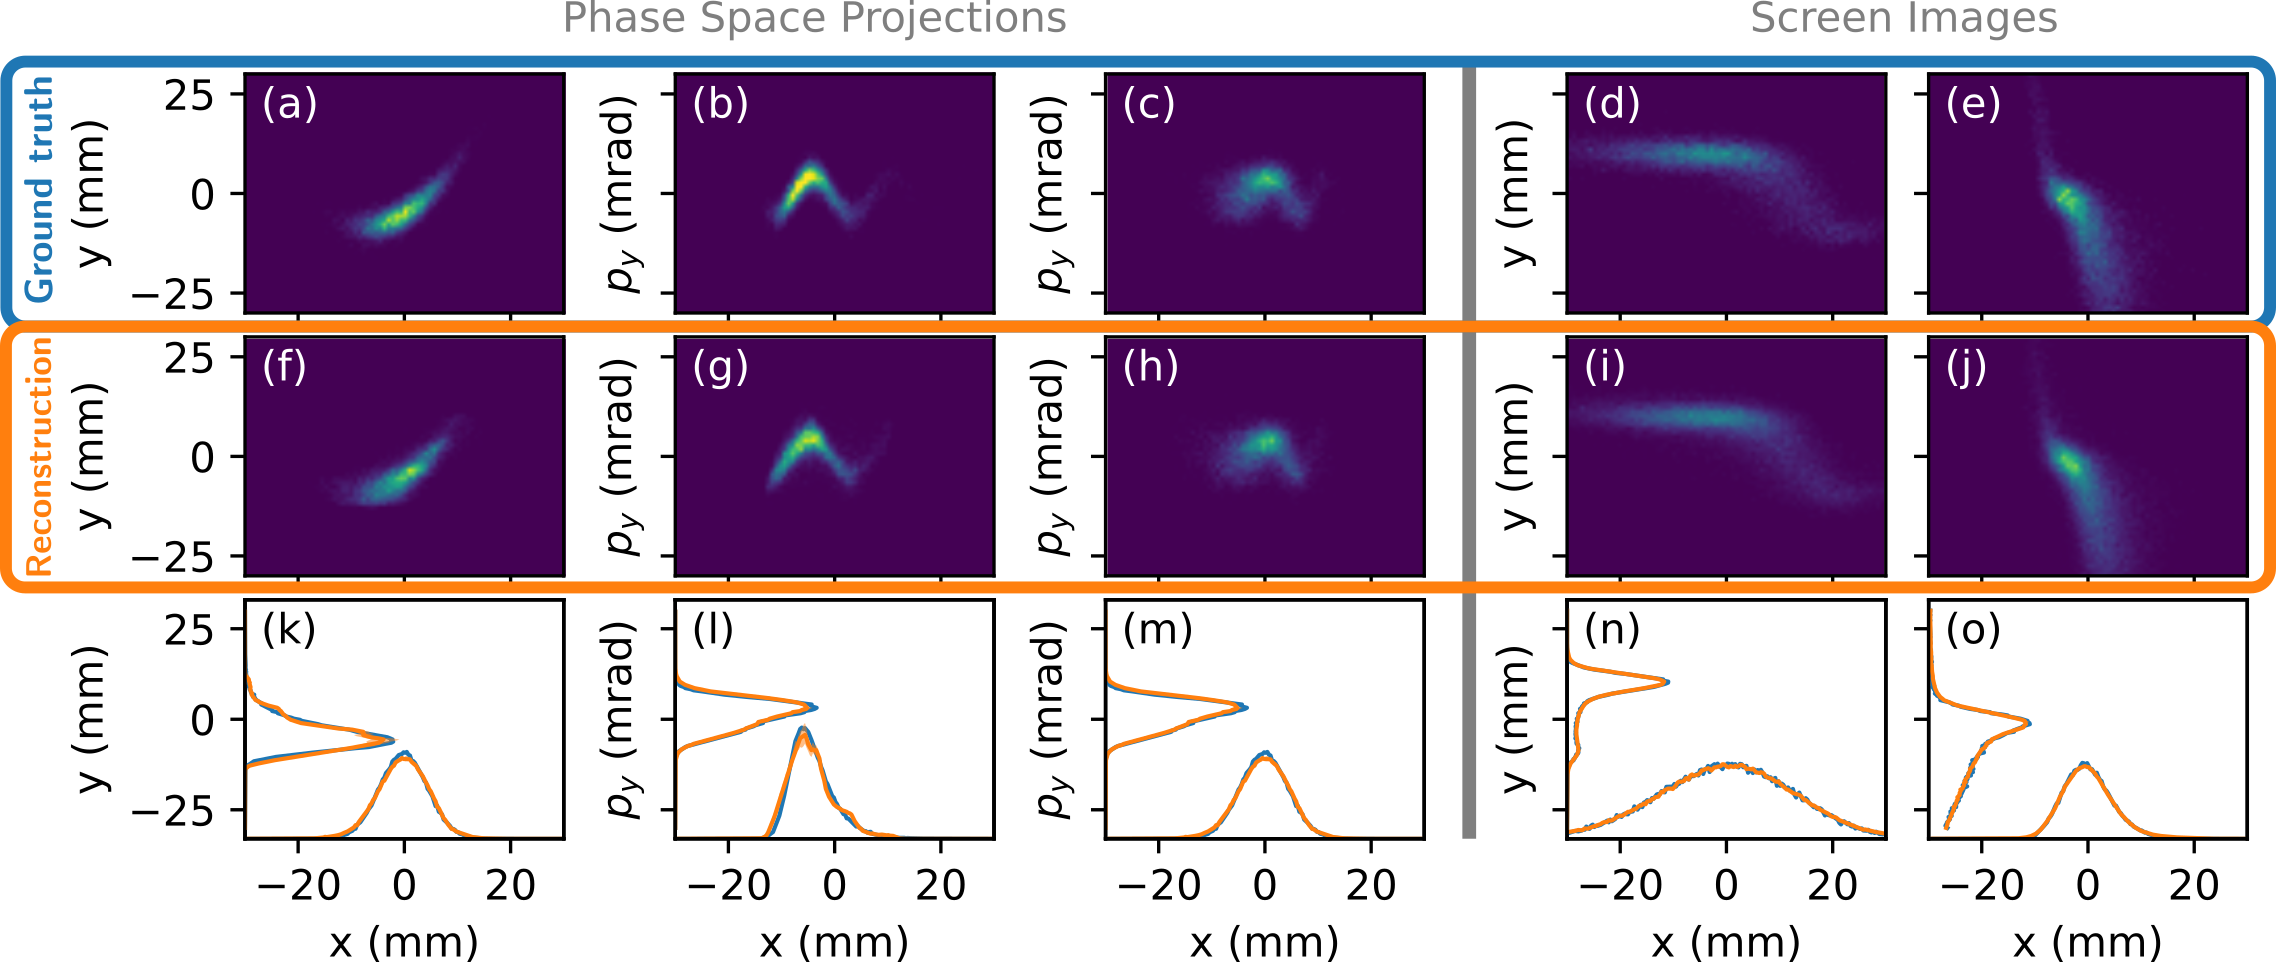 Phase Space Projections
Screen Images
Ground truth
y (mm)
25
0
−25
(a)
p_y (mrad)
(b)
p_y (mrad)
(c)
y (mm)
(d)
(e)
Reconstruction
y (mm)
25
0
−25
(f)
p_y (mrad)
(g)
p_y (mrad)
(h)
y (mm)
(i)
(j)
y (mm)
25
0
−25
(k)
p_y (mrad)
(l)
p_y (mrad)
(m)
y (mm)
(n)
(o)
−20 0 20
−20 0 20
−20 0 20
−20 0 20
−20 0 20
x (mm)
x (mm)
x (mm)
x (mm)
x (mm)